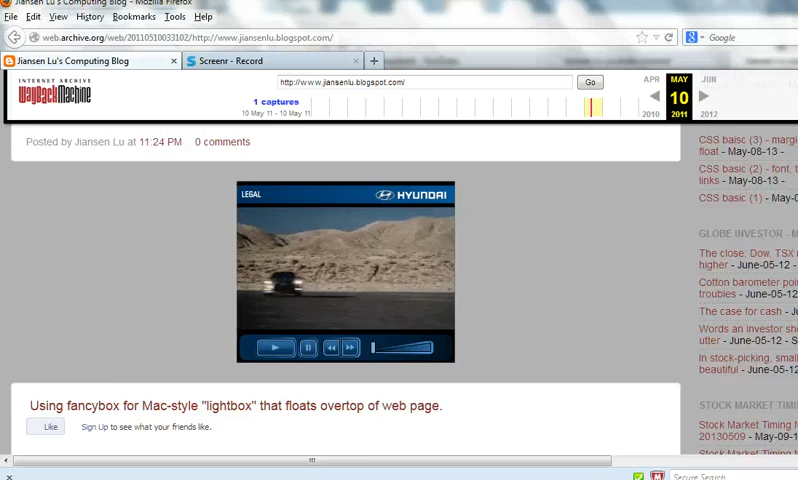 Jiansen Lu's Computing Blog - Mozilla Firefox
File Edit View History Bookmarks Tools Help
web.archive.org/web/20110510033102/http://www.jiansenlu.blogspot.com/
Google
Jiansen Lu's Computing Blog
Screenr - Record
INTERNET ARCHIVE
WayBackMachine
http://www.jiansenlu.blogspot.com/
Go
1 captures
10 May 11 - 10 May 11
APR MAY JUN
10
2010 2011 2012
Posted by Jiansen Lu at 11:24 PM 0 comments
LEGAL
HYUNDAI
Using fancybox for Mac-style "lightbox" that floats overtop of web page.
Like
Sign Up to see what your friends like.
CSS baisc (3) - margi
float - May-08-13 -
CSS basic (2) - font, t
links - May-08-13 -
CSS basic (1) - May-0
GLOBE INVESTOR - M
The close: Dow, TSX
higher - June-05-12 -
Cotton barometer poi
troubles - June-05-12
The case for cash - Ju
Words an investor sh
utter - June-05-12 - S
In stock-picking, small
beautiful - June-05-12
STOCK MARKET TIMIN
Stock Market Timing N
20130509 - May-09-1
Stock Market Timing N
Secure Search